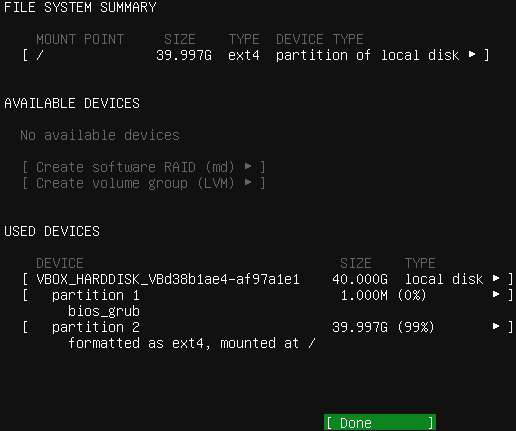 FILE SYSTEM SUMMARY
MOUNT POINT SIZE TYPE DEVICE TYPE
[ / 39.997G ext4 partition of local disk ▸ ]
AVAILABLE DEVICES
No available devices
[ Create software RAID (md) ▸ ]
[ Create volume group (LVM) ▸ ]
USED DEVICES
DEVICE SIZE TYPE
[ VBOX_HARDDISK_VBd38b1ae4-af97a1e1 40.000G local disk ▸ ]
[ partition 1 1.000M (0%) ▸ ]
bios_grub
[ partition 2 39.997G (99%) ▸ ]
formatted as ext4, mounted at /
[ Done ]